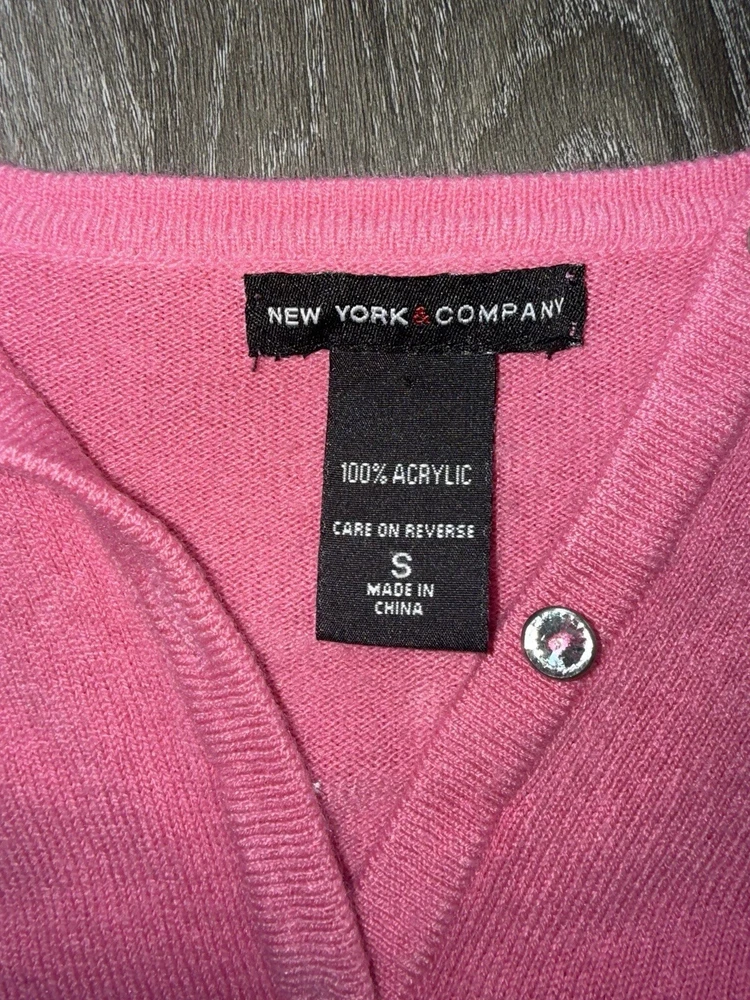 NEW YORK & COMPANY
100% ACRYLIC
CARE ON REVERSE
S
MADE IN
CHINA